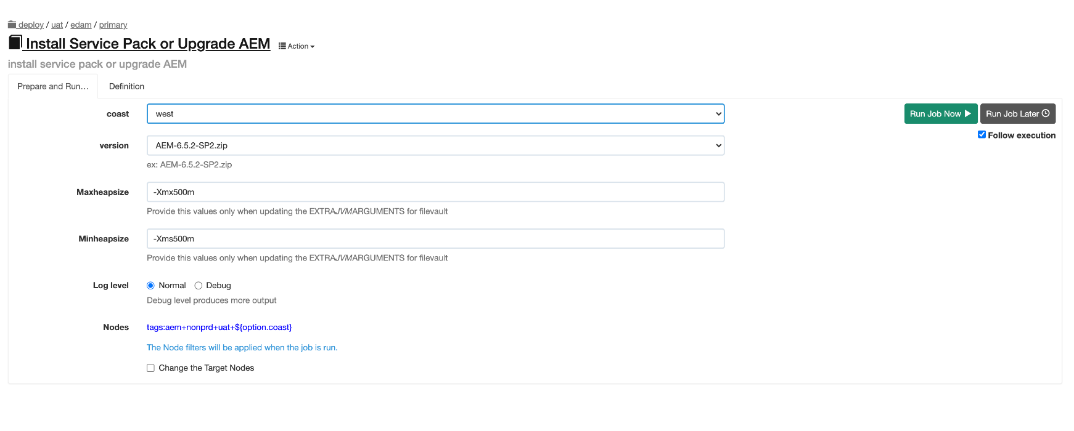 deploy / uat / edam / primary
Install Service Pack or Upgrade AEM Action
install service pack or upgrade AEM
Prepare and Run… Definition
coast west Run Job Now Run Job Later
Follow execution
version AEM-6.5.2-SP2.zip
ex: AEM-6.5.2-SP2.zip
Maxheapsize -Xmx500m
Provide this values only when updating the EXTRAJVMARGUMENTS for filevault
Minheapsize -Xms500m
Provide this values only when updating the EXTRAJVMARGUMENTS for filevault
Log level Normal Debug
Debug level produces more output
Nodes tags:aem+nonprd+uat+${option.coast}
The Node filters will be applied when the job is run.
Change the Target Nodes